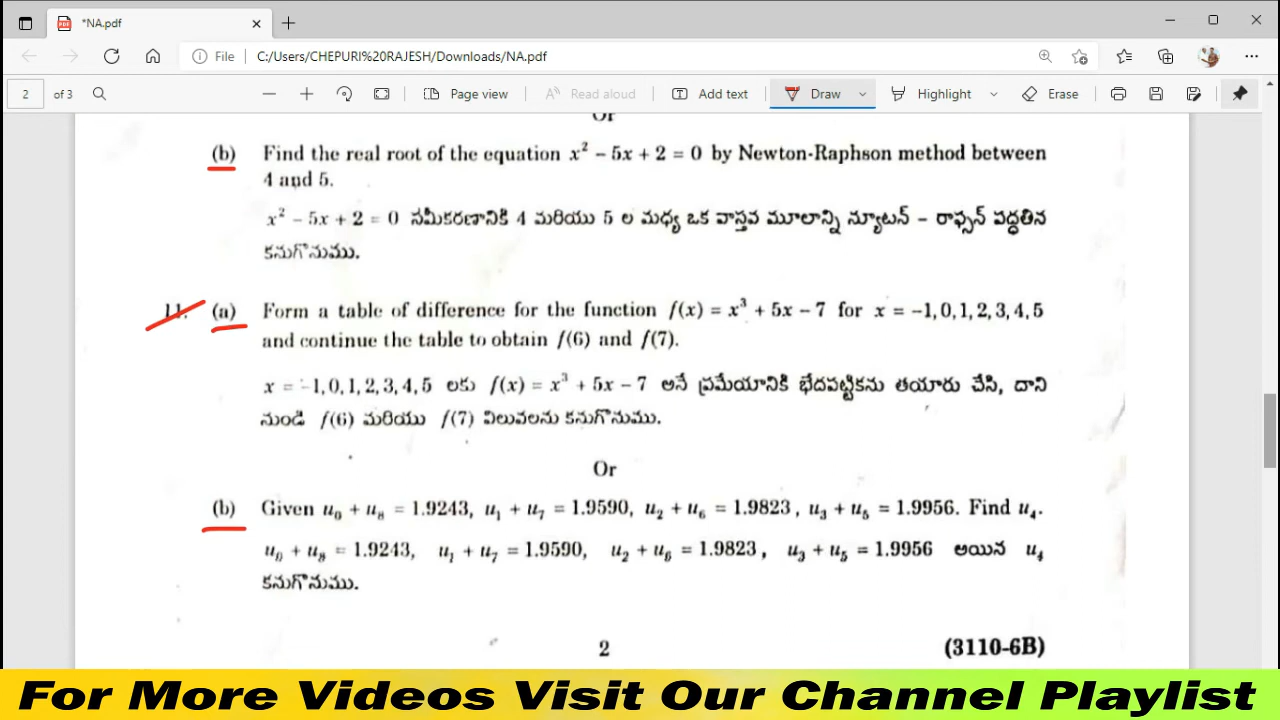 *NA.pdf
File C:/Users/CHEPURI%20RAJESH/Downloads/NA.pdf
2 of 3 Page view Read aloud Add text Draw Highlight Erase
Or
(b) Find the real root of the equation x² − 5x + 2 = 0 by Newton-Raphson method between
4 and 5.
x² − 5x + 2 = 0 సమీకరణానికి 4 మరియు 5 ల మధ్య ఒక వాస్తవ మూలాన్ని న్యూటన్ – రాఫ్సన్ పద్ధతిన
కనుగొనుము.
11. (a) Form a table of difference for the function f(x) = x³ + 5x − 7 for x = −1, 0, 1, 2, 3, 4, 5
and continue the table to obtain f(6) and f(7).
x = −1, 0, 1, 2, 3, 4, 5 లకు f(x) = x³ + 5x − 7 అనే ప్రమేయానికి భేదపట్టికను తయారు చేసి, దాని
నుండి f(6) మరియు f(7) విలువలను కనుగొనుము.
Or
(b) Given u₀ + u₈ = 1.9243, u₁ + u₇ = 1.9590, u₂ + u₆ = 1.9823, u₃ + u₅ = 1.9956. Find u₄.
u₀ + u₈ = 1.9243, u₁ + u₇ = 1.9590, u₂ + u₆ = 1.9823, u₃ + u₅ = 1.9956 అయిన u₄
కనుగొనుము.
2 (3110-6B)
For More Videos Visit Our Channel Playlist